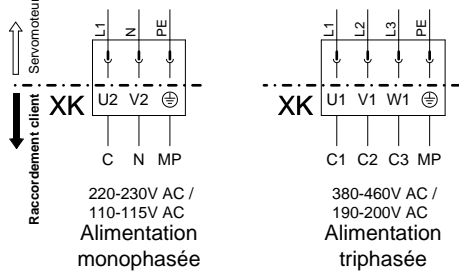 Servomoteur
Raccordement client
L1 N PE
XK
U2 V2
C N MP
220-230V AC /
110-115V AC
Alimentation
monophasée
L1 L2 L3 PE
XK
U1 V1 W1
C1 C2 C3 MP
380-460V AC /
190-200V AC
Alimentation
triphasée